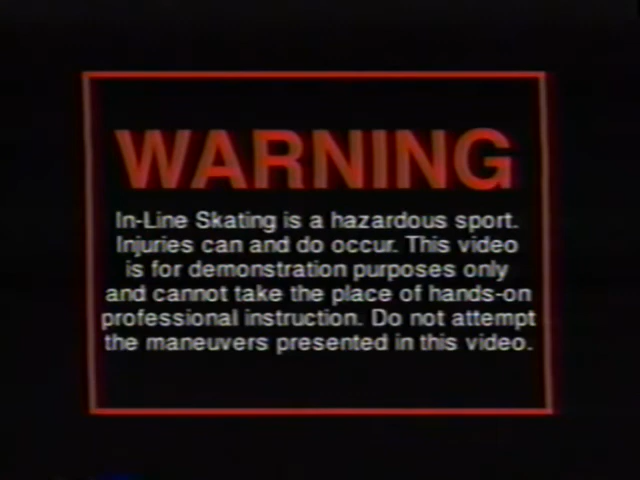 WARNING
In-Line Skating is a hazardous sport.
Injuries can and do occur. This video
is for demonstration purposes only
and cannot take the place of hands-on
professional instruction. Do not attempt
the maneuvers presented in this video.